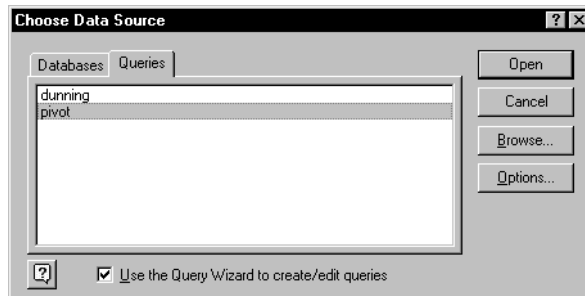 Choose Data Source
Databases
Queries
dunning
pivot
Open
Cancel
Browse...
Options...
Use the Query Wizard to create/edit queries